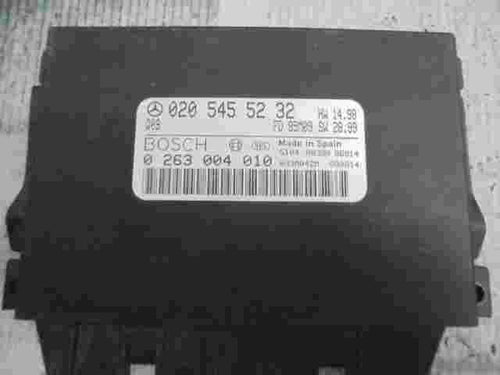 020 545 52 32 HW 14.98
FD 99M09 SW 28.99
BOSCH Made in Spain
0 263 004 010